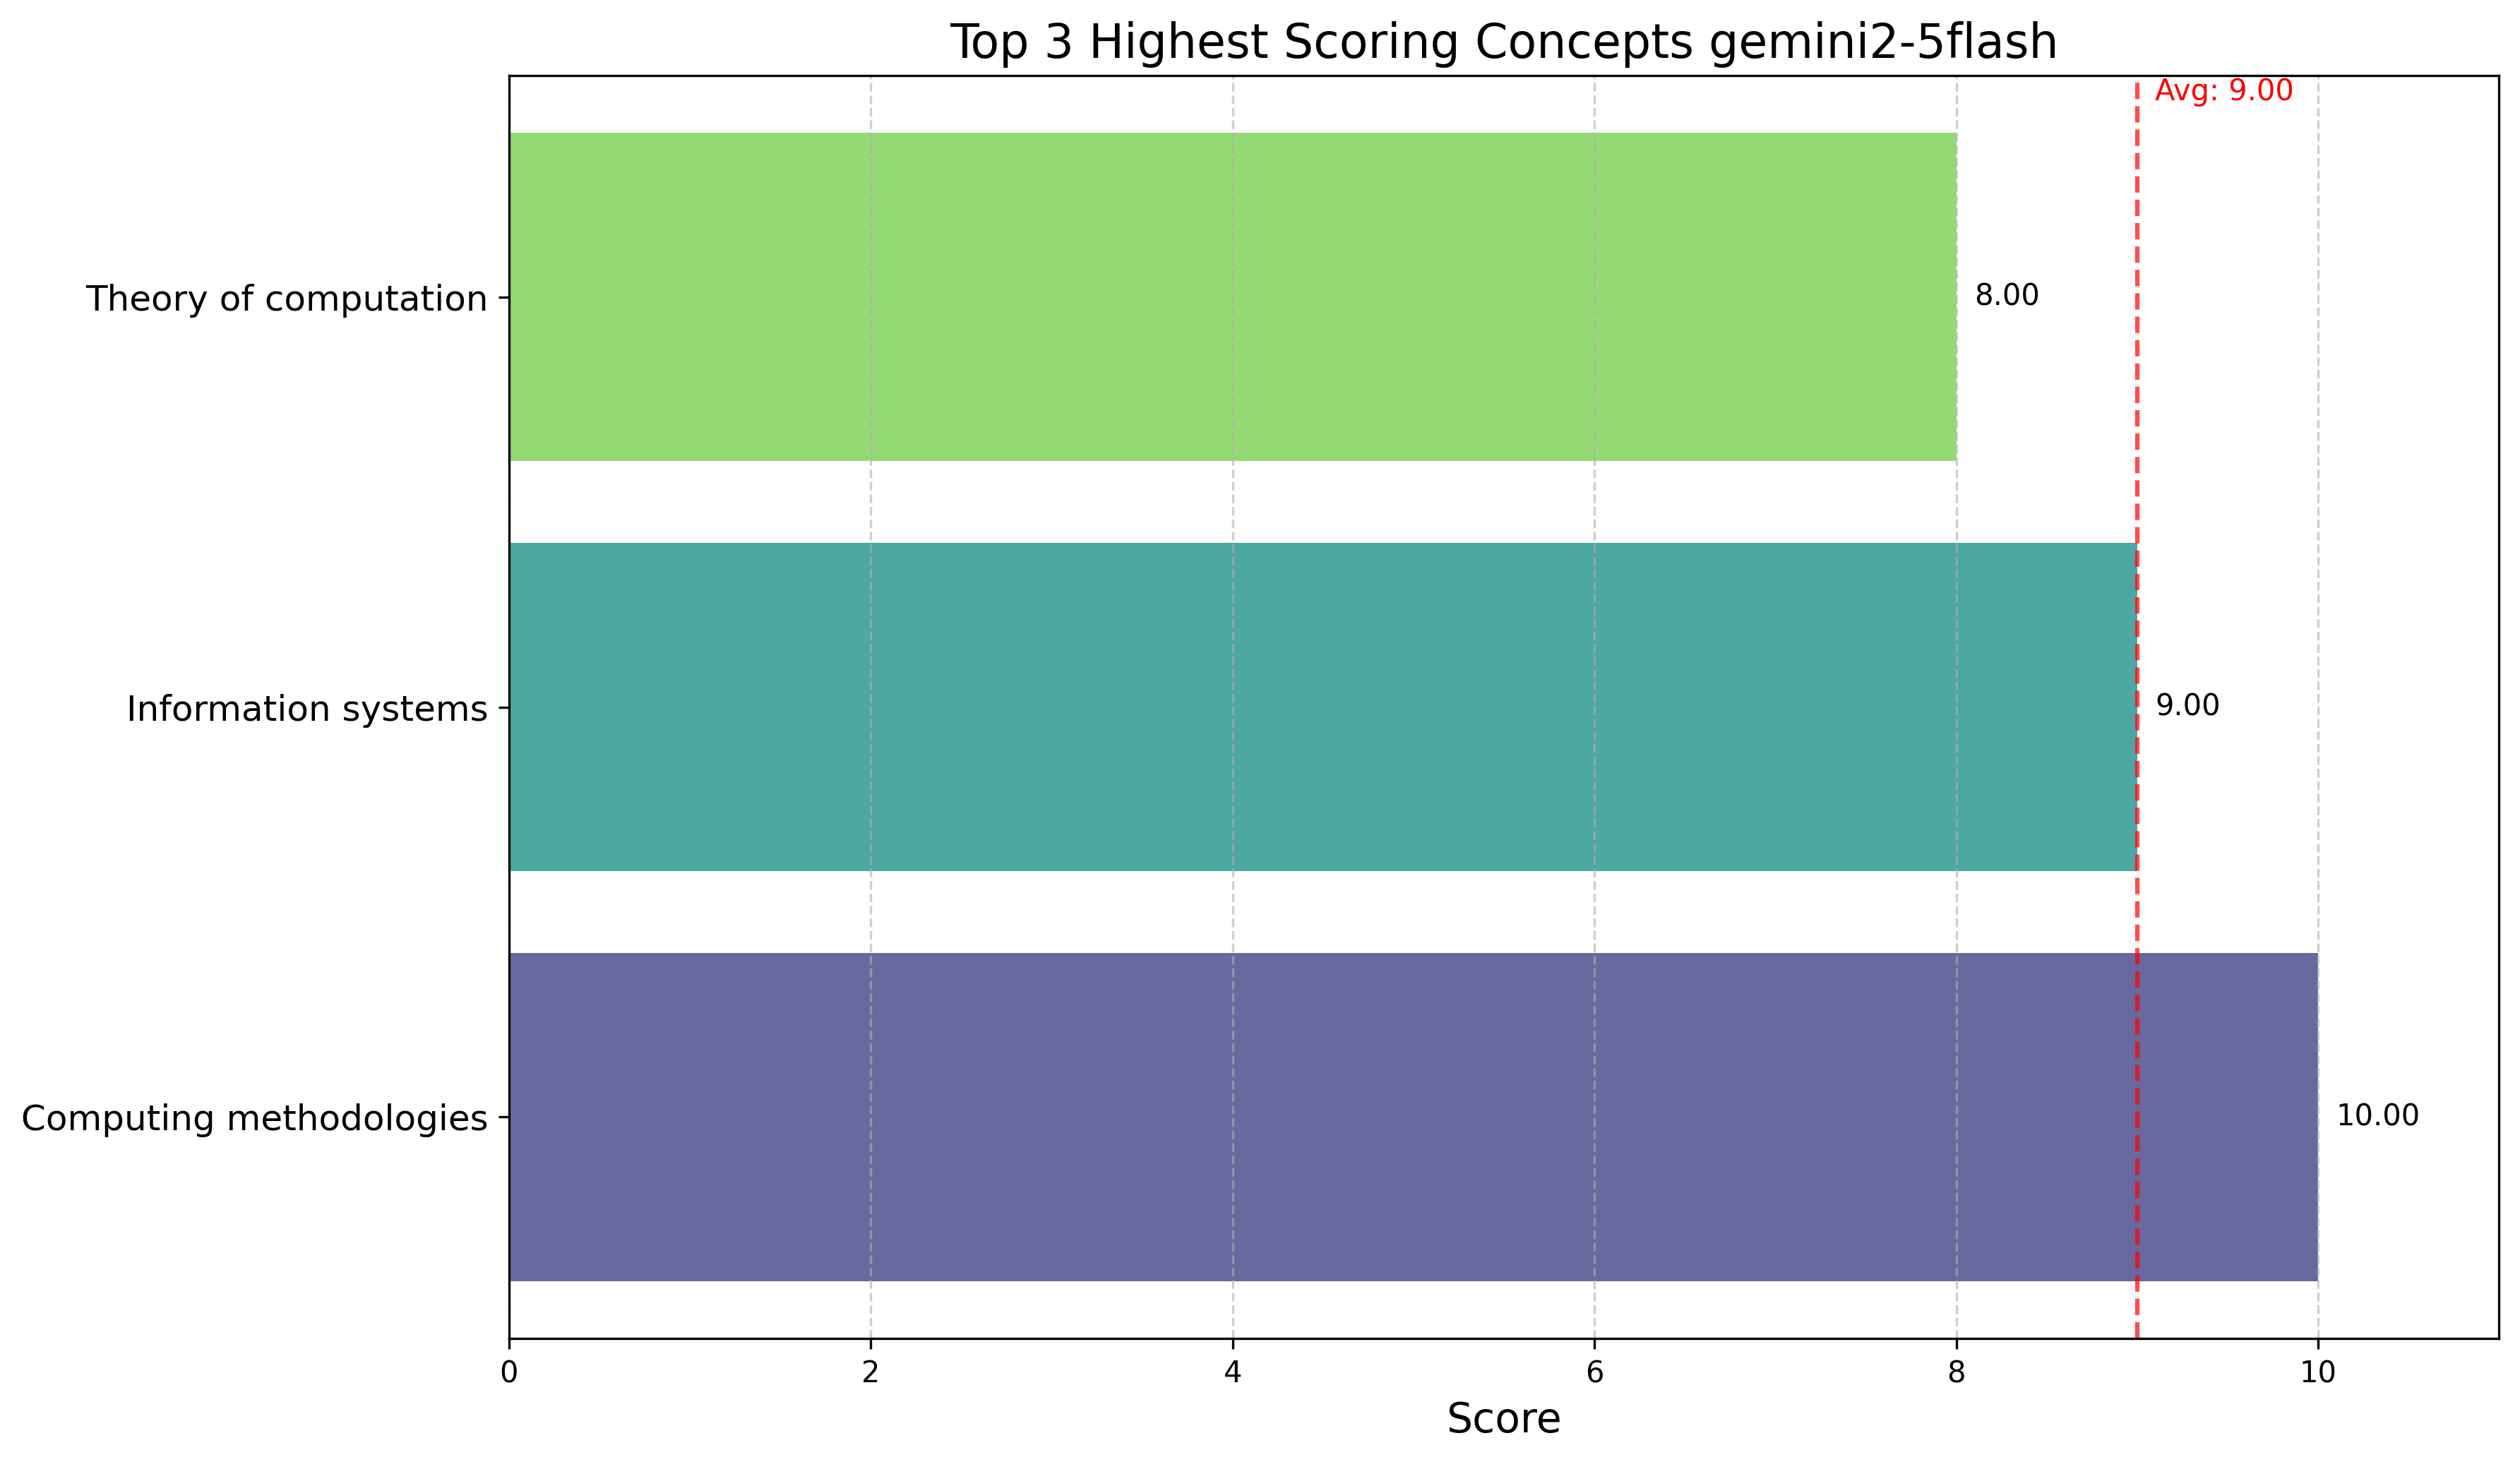 Top 3 Highest Scoring Concepts gemini2-5flash
Avg: 9.00
Theory of computation
8.00
Information systems
9.00
Computing methodologies
10.00
0 2 4 6 8 10
Score